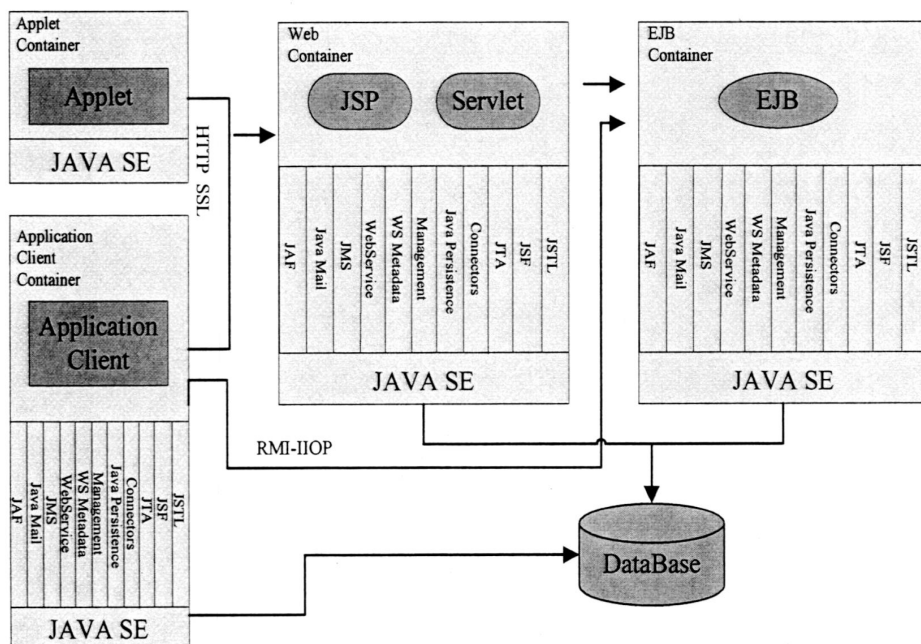 Applet
Container
Applet
JAVA SE
HTTP SSL
Application
Client
Container
Application
Client
JAF
Java Mail
JMS
WebService
WS Metadata
Management
Java Persistence
Connectors
JTA
JSF
JSTL
JAVA SE
Web
Container
JSP
Servlet
JAF
Java Mail
JMS
WebService
WS Metadata
Management
Java Persistence
Connectors
JTA
JSF
JSTL
JAVA SE
EJB
Container
EJB
JAF
Java Mail
JMS
WebService
WS Metadata
Management
Java Persistence
Connectors
JTA
JSF
JSTL
JAVA SE
RMI-IIOP
DataBase